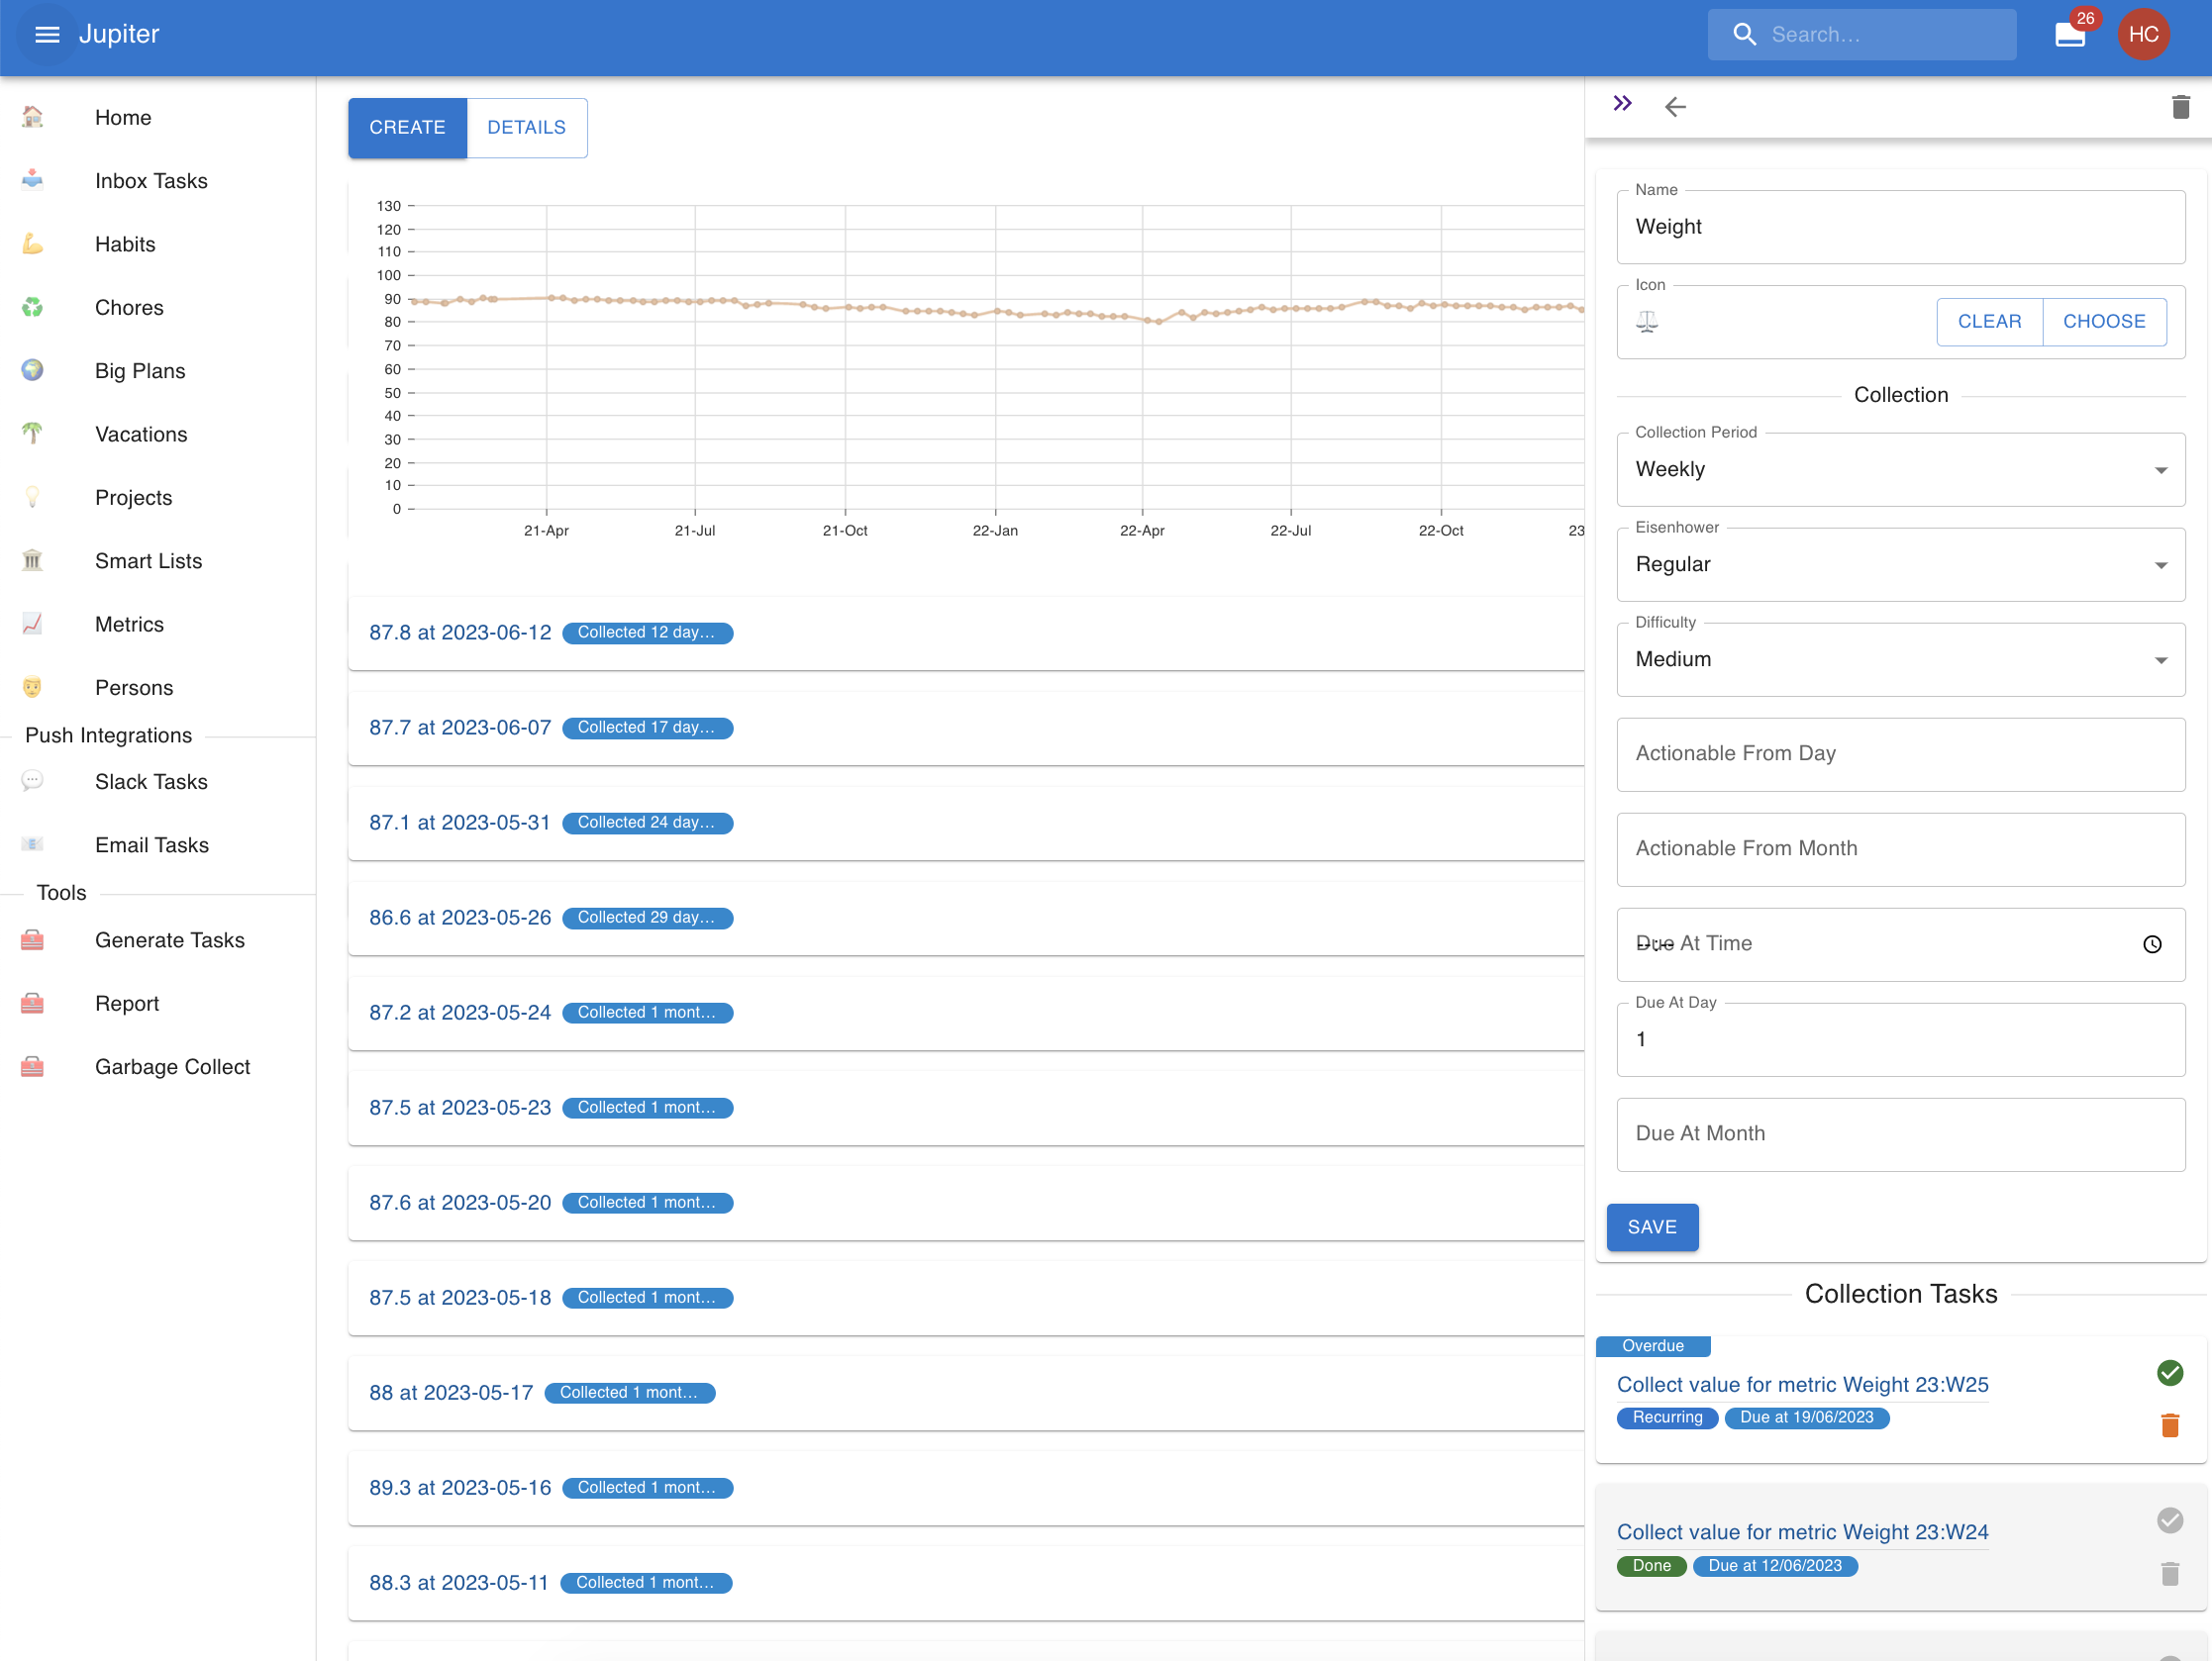 Jupiter
Search...
26
HC
Home
Inbox Tasks
Habits
Chores
Big Plans
Vacations
Projects
Smart Lists
Metrics
Persons
Push Integrations
Slack Tasks
Email Tasks
Tools
Generate Tasks
Report
Garbage Collect
CREATE
DETAILS
130
120
110
100
90
80
70
60
50
40
30
20
10
0
21-Apr
21-Jul
21-Oct
22-Jan
22-Apr
22-Jul
22-Oct
23
87.8 at 2023-06-12 Collected 12 day...
87.7 at 2023-06-07 Collected 17 day...
87.1 at 2023-05-31 Collected 24 day...
86.6 at 2023-05-26 Collected 29 day...
87.2 at 2023-05-24 Collected 1 mont...
87.5 at 2023-05-23 Collected 1 mont...
87.6 at 2023-05-20 Collected 1 mont...
87.5 at 2023-05-18 Collected 1 mont...
88 at 2023-05-17 Collected 1 mont...
89.3 at 2023-05-16 Collected 1 mont...
88.3 at 2023-05-11 Collected 1 mont...
Name
Weight
Icon
CLEAR
CHOOSE
Collection
Collection Period
Weekly
Eisenhower
Regular
Difficulty
Medium
Actionable From Day
Actionable From Month
Due At Time
--:--
Due At Day
1
Due At Month
SAVE
Collection Tasks
Overdue
Collect value for metric Weight 23:W25
Recurring Due at 19/06/2023
Collect value for metric Weight 23:W24
Done Due at 12/06/2023